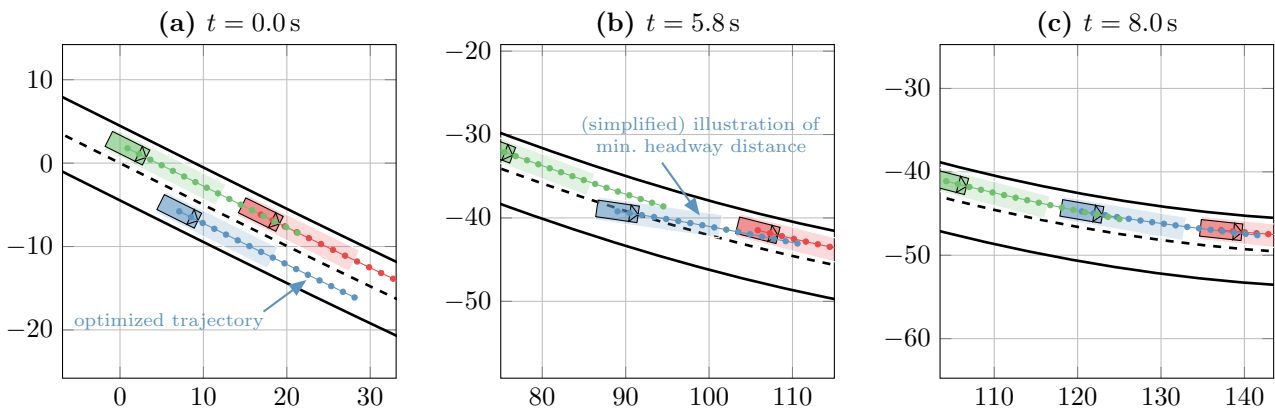 (a) t = 0.0 s
10
0
−10
−20
0 10 20 30
optimized trajectory
(b) t = 5.8 s
−20
−30
−40
−50
80 90 100 110
(simplified) illustration of
min. headway distance
(c) t = 8.0 s
−30
−40
−50
−60
110 120 130 140